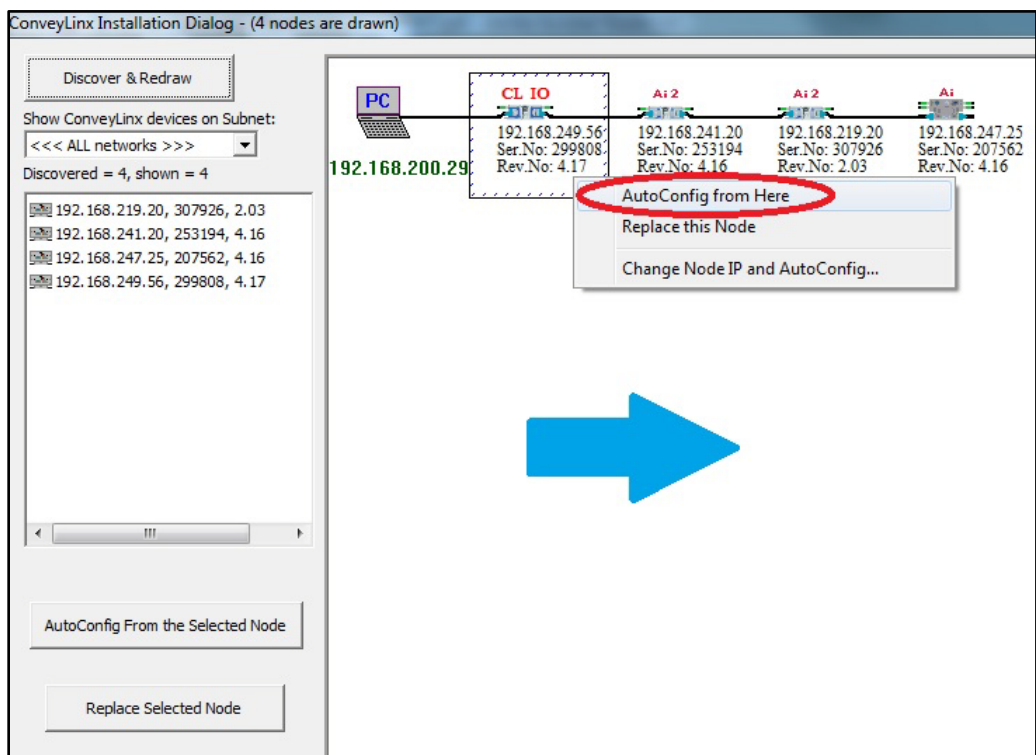 ConveyLinx Installation Dialog - (4 nodes are drawn)
Discover & Redraw
Show ConveyLinx devices on Subnet:
<<< ALL networks >>>
Discovered = 4, shown = 4
192.168.219.20, 307926, 2.03
192.168.241.20, 253194, 4.16
192.168.247.25, 207562, 4.16
192.168.249.56, 299808, 4.17
AutoConfig From the Selected Node
Replace Selected Node
PC
192.168.200.29
CL IO
192.168.249.56
Ser.No: 299808
Rev.No: 4.17
Ai 2
192.168.241.20
Ser.No: 253194
Rev.No: 4.16
Ai 2
192.168.219.20
Ser.No: 307926
Rev.No: 2.03
Ai
192.168.247.25
Ser.No: 207562
Rev.No: 4.16
AutoConfig from Here
Replace this Node
Change Node IP and AutoConfig...